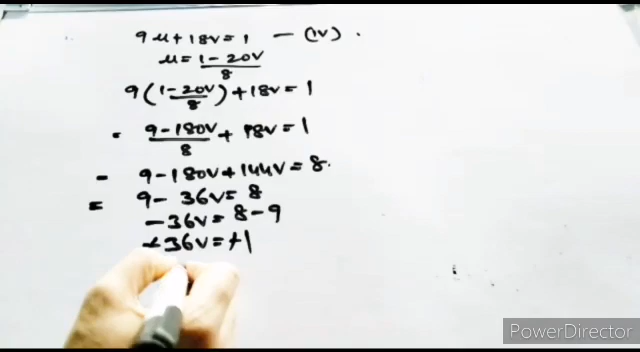 9u+18v=1 — (iv).
u=1-20v/8
9(1-20v/8)+18v=1
= 9-180v/8 + 18v=1
= 9-180v+144v=8.
= 9-36v=8
-36v=8-9
+36v=+1
PowerDirector